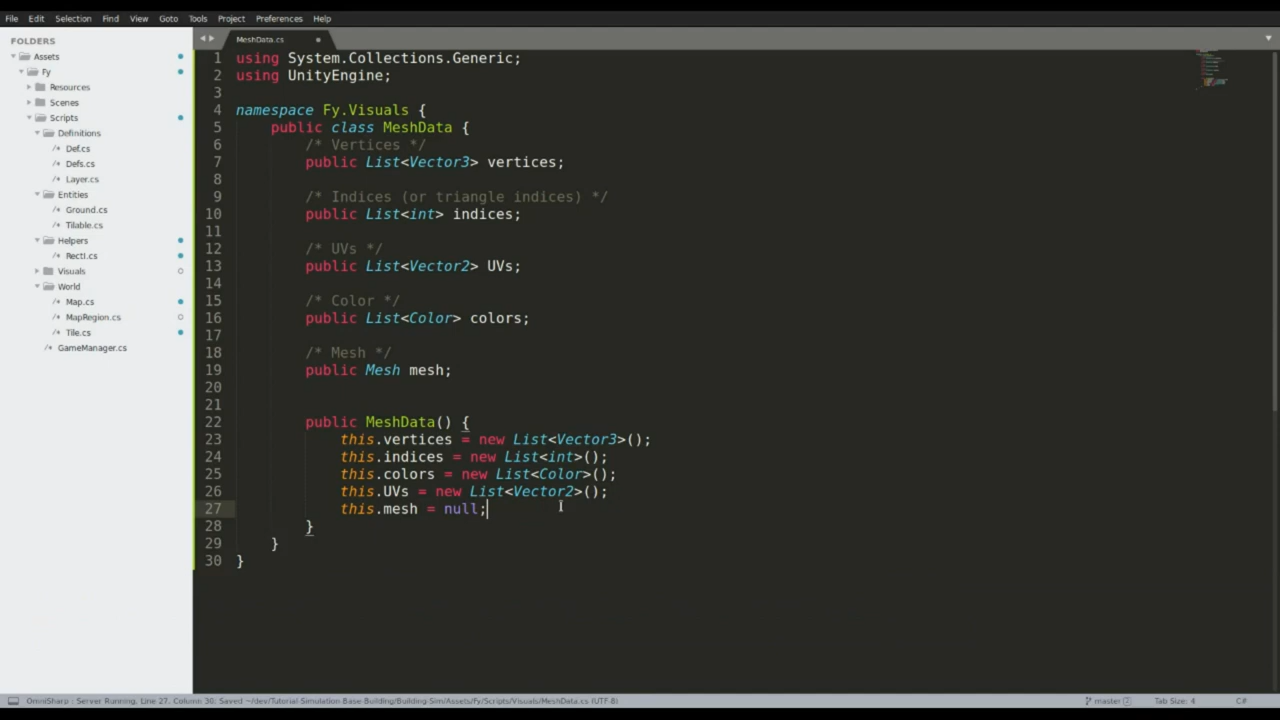 File Edit Selection Find View Goto Tools Project Preferences Help
FOLDERS
Assets
Fy
Resources
Scenes
Scripts
Definitions
/* Def.cs
/* Defs.cs
/* Layer.cs
Entities
/* Ground.cs
/* Tilable.cs
Helpers
/* RectI.cs
Visuals
World
/* Map.cs
/* MapRegion.cs
/* Tile.cs
/* GameManager.cs
MeshData.cs
1 using System.Collections.Generic;
2 using UnityEngine;
3
4 namespace Fy.Visuals {
5 public class MeshData {
6 /* Vertices */
7 public List<Vector3> vertices;
8
9 /* Indices (or triangle indices) */
10 public List<int> indices;
11
12 /* UVs */
13 public List<Vector2> UVs;
14
15 /* Color */
16 public List<Color> colors;
17
18 /* Mesh */
19 public Mesh mesh;
20
21
22 public MeshData() {
23 this.vertices = new List<Vector3>();
24 this.indices = new List<int>();
25 this.colors = new List<Color>();
26 this.UVs = new List<Vector2>();
27 this.mesh = null;
28 }
29 }
30 }
OmniSharp : Server Running, Line 27, Column 30; Saved ~/dev/Tutorial-Simulation-Base-Building/Building-Sim/Assets/Fy/Scripts/Visuals/MeshData.cs (UTF-8) master Tab Size: 4 C#